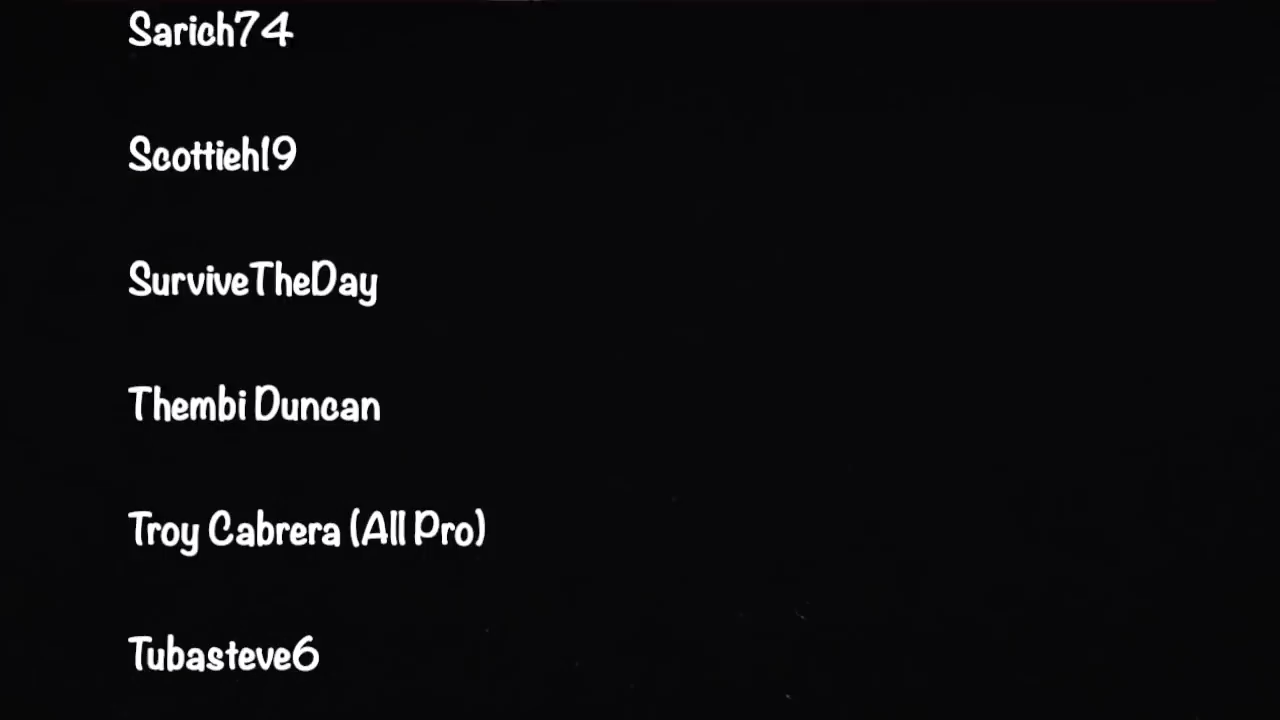 Sarich74
Scottieh19
SurviveTheDay
Thembi Duncan
Troy Cabrera (All Pro)
Tubasteve6